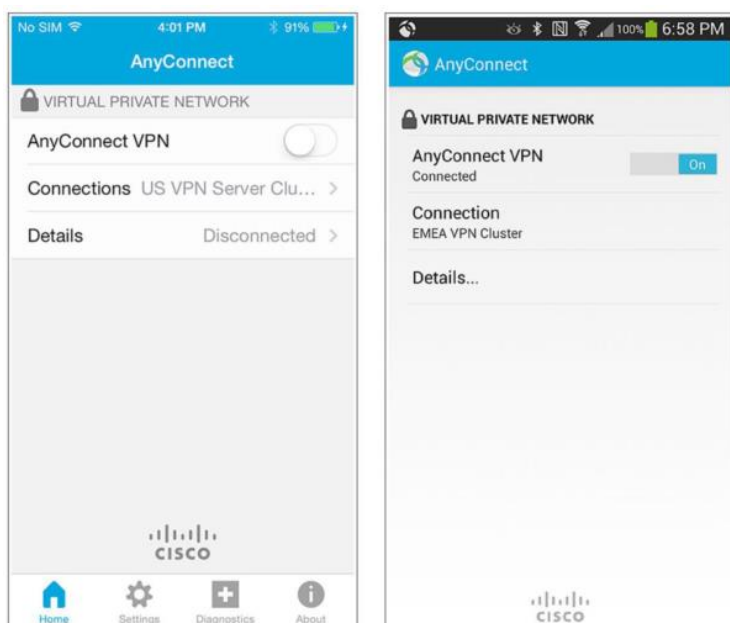 No SIM 4:01 PM 91%
AnyConnect
VIRTUAL PRIVATE NETWORK
AnyConnect VPN
Connections US VPN Server Clu... >
Details Disconnected >
CISCO
Home Settings Diagnostics About
100% 6:58 PM
AnyConnect
VIRTUAL PRIVATE NETWORK
AnyConnect VPN
Connected
On
Connection
EMEA VPN Cluster
Details...
CISCO